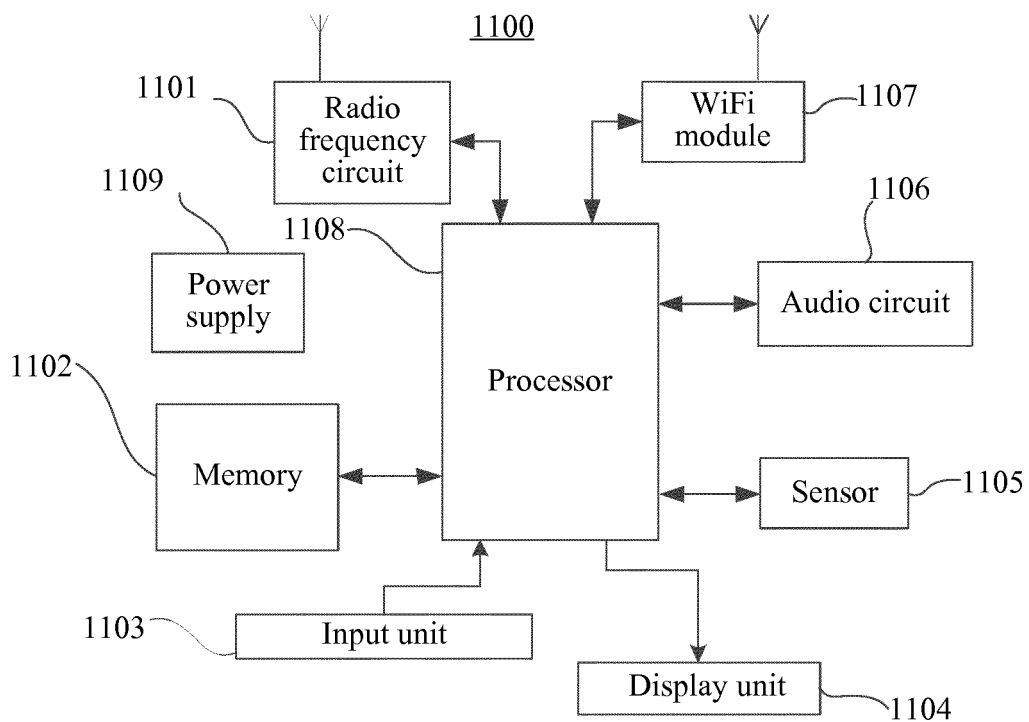 1100
1101
Radio
frequency
circuit
WiFi
module
1107
1109
1108
1106
Power
supply
Audio circuit
1102
Processor
Memory
Sensor
1105
1103
Input unit
Display unit
1104